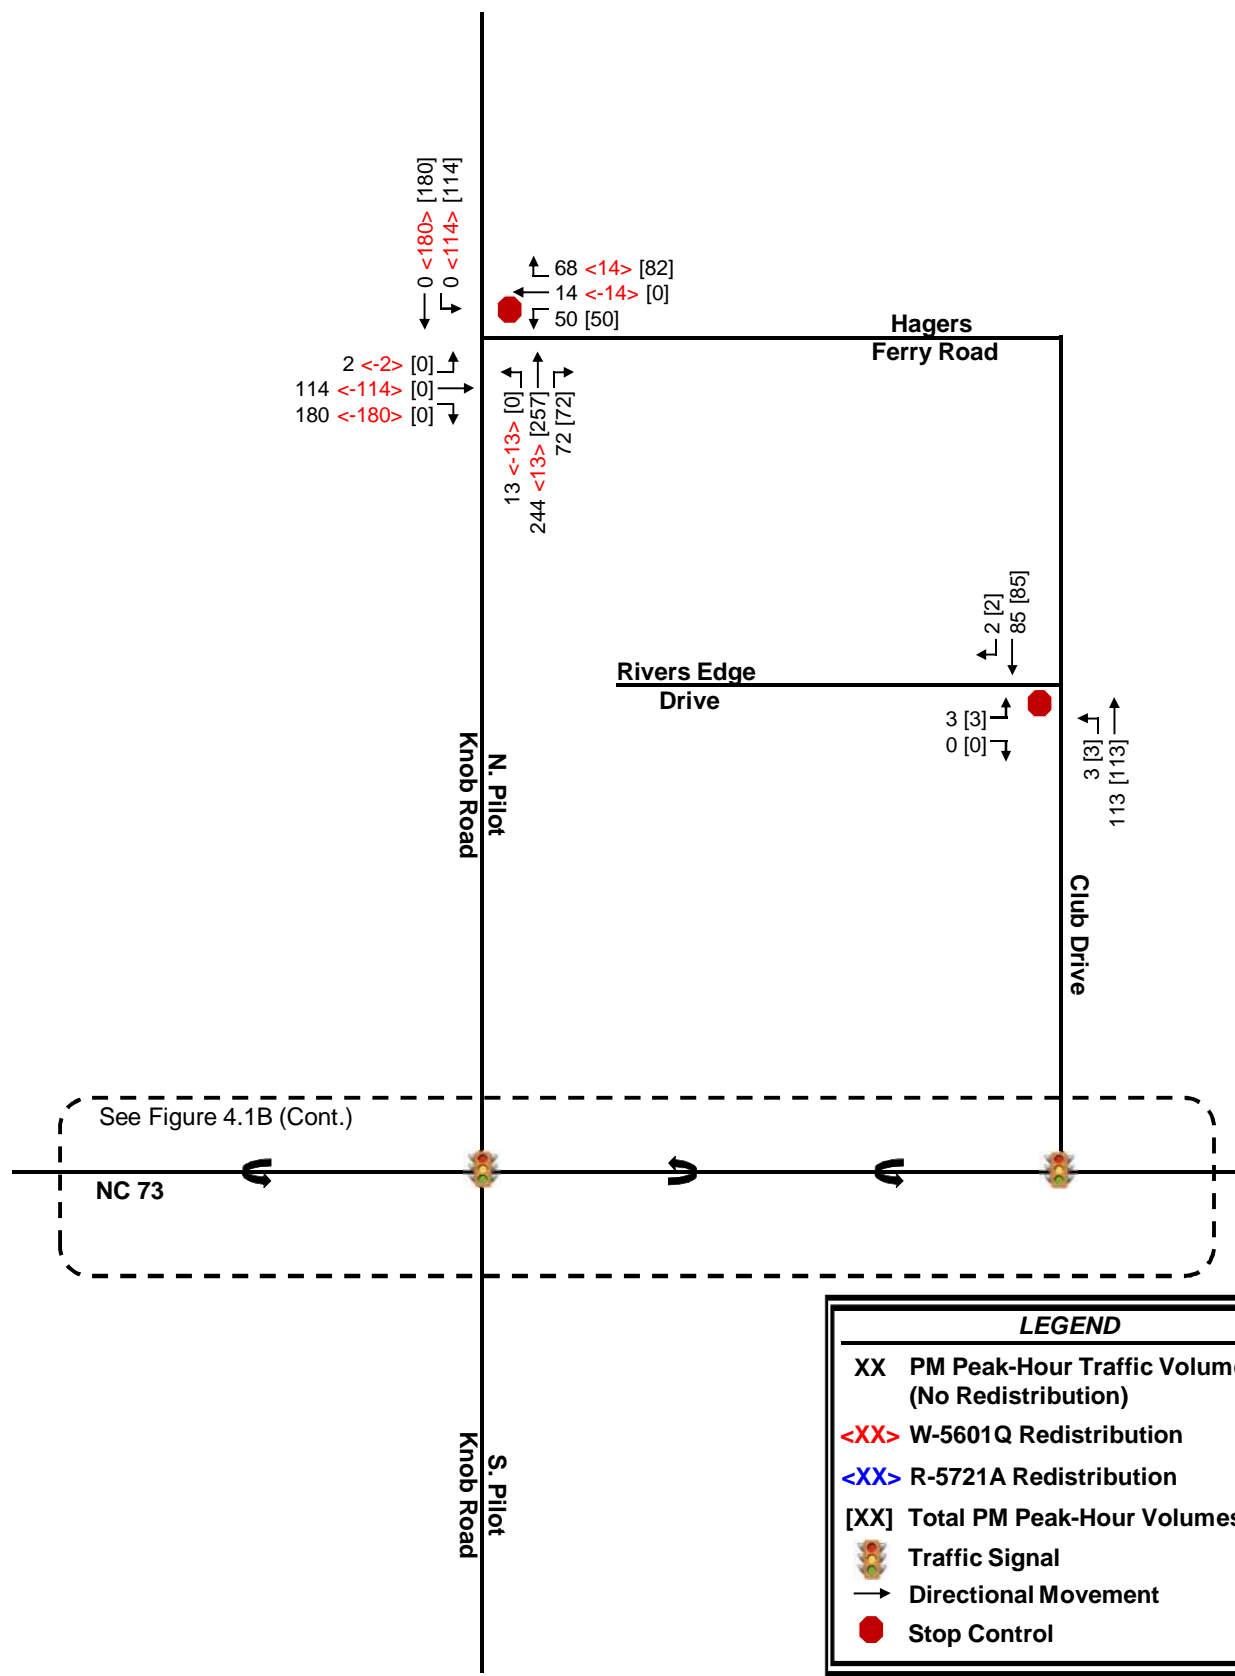 0 <180> [180]
0 <114> [114]
68 <14> [82]
14 <-14> [0]
50 [50]
Hagers
Ferry Road
2 <-2> [0]
114 <-114> [0]
180 <-180> [0]
13 <-13> [0]
244 <13> [257]
72 [72]
2 [2]
85 [85]
Rivers Edge
Drive
3 [3]
0 [0]
3 [3]
113 [113]
N. Pilot
Knob Road
Club Drive
See Figure 4.1B (Cont.)
NC 73
S. Pilot
Knob Road
LEGEND
XX PM Peak-Hour Traffic Volum
(No Redistribution)
<XX> W-5601Q Redistribution
<XX> R-5721A Redistribution
[XX] Total PM Peak-Hour Volumes
Traffic Signal
Directional Movement
Stop Control